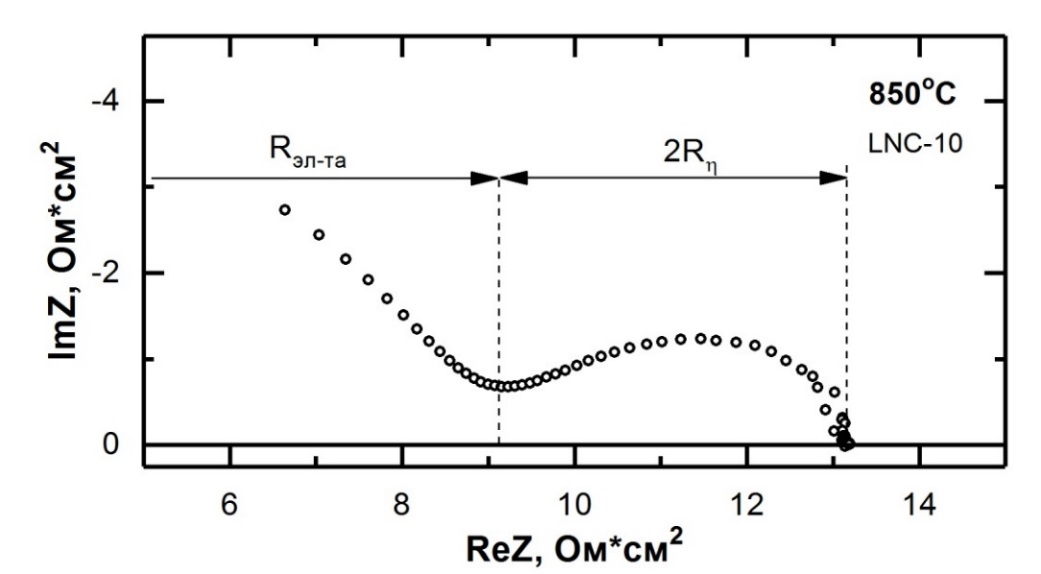 850°C
LNC-10
Rэл-та
2Rη
-4
-2
0
ImZ, Ом*см²
6 8 10 12 14
ReZ, Ом*см²